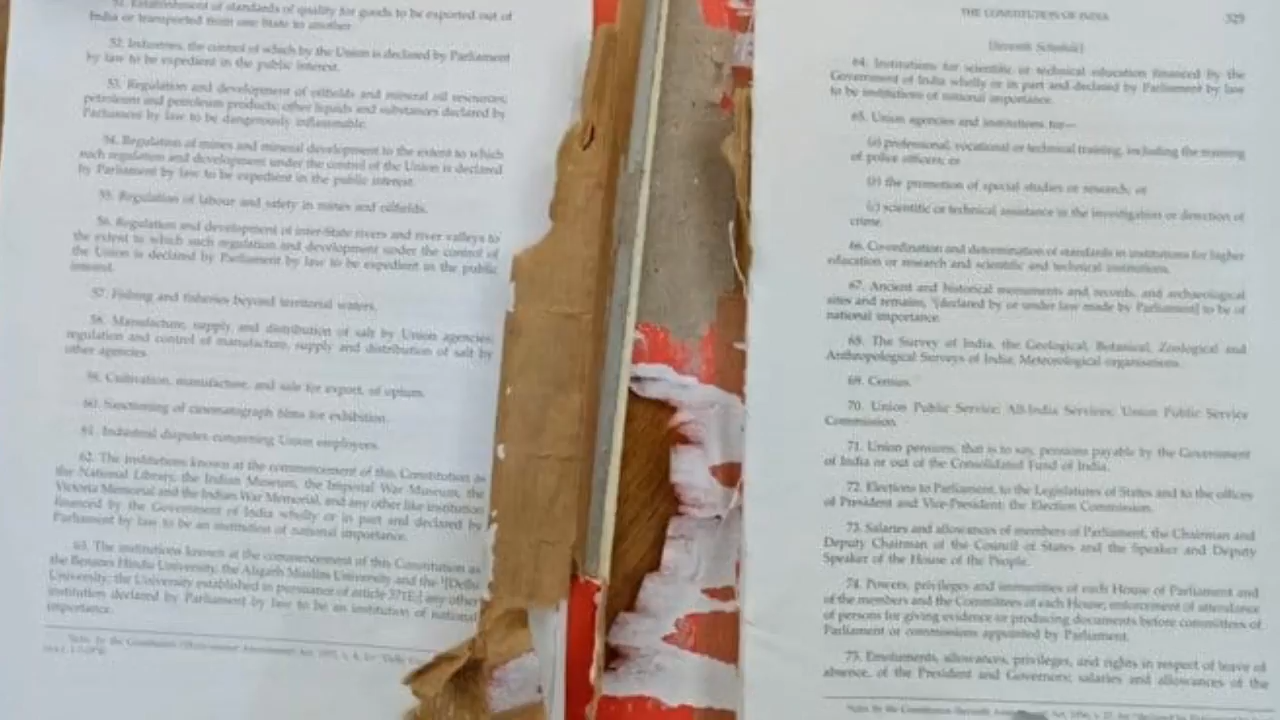 51. Establishment of standards of quality for goods to be exported out of
India or transported from one State to another.
52. Industries, the control of which by the Union is declared by Parliament
by law to be expedient in the public interest.
53. Regulation and development of oilfields and mineral oil resources;
petroleum and petroleum products; other liquids and substances declared by
Parliament by law to be dangerously inflammable.
54. Regulation of mines and mineral development to the extent to which
such regulation and development under the control of the Union is declared
by Parliament by law to be expedient in the public interest.
55. Regulation of labour and safety in mines and oilfields.
56. Regulation and development of inter-State rivers and river valleys to
the extent to which such regulation and development under the control of
the Union is declared by Parliament by law to be expedient in the public
interest.
57. Fishing and fisheries beyond territorial waters.
58. Manufacture, supply and distribution of salt by Union agencies;
regulation and control of manufacture, supply and distribution of salt by
other agencies.
59. Cultivation, manufacture, and sale for export, of opium.
60. Sanctioning of cinematograph films for exhibition.
61. Industrial disputes concerning Union employees.
62. The institutions known at the commencement of this Constitution as
the National Library, the Indian Museum, the Imperial War Museum, the
Victoria Memorial and the Indian War Memorial, and any other like institution
financed by the Government of India wholly or in part and declared by
Parliament by law to be an institution of national importance.
63. The institutions known at the commencement of this Constitution as
the Benares Hindu University, the Aligarh Muslim University and the ¹[Delhi
University; the University established in pursuance of article 371E;] any other
institution declared by Parliament by law to be an institution of national
importance.
THE CONSTITUTION OF INDIA 329
(Seventh Schedule)
64. Institutions for scientific or technical education financed by the
Government of India wholly or in part and declared by Parliament by law
to be institutions of national importance.
65. Union agencies and institutions for—
(a) professional, vocational or technical training, including the training
of police officers; or
(b) the promotion of special studies or research; or
(c) scientific or technical assistance in the investigation or detection of
crime.
66. Co-ordination and determination of standards in institutions for higher
education or research and scientific and technical institutions.
67. Ancient and historical monuments and records, and archaeological
sites and remains, ¹[declared by or under law made by Parliament] to be of
national importance.
68. The Survey of India, the Geological, Botanical, Zoological and
Anthropological Surveys of India; Meteorological organisations.
69. Census.
70. Union Public Service; All-India Services; Union Public Service
Commission.
71. Union pensions, that is to say, pensions payable by the Government
of India or out of the Consolidated Fund of India.
72. Elections to Parliament, to the Legislatures of States and to the offices
of President and Vice-President; the Election Commission.
73. Salaries and allowances of members of Parliament, the Chairman and
Deputy Chairman of the Council of States and the Speaker and Deputy
Speaker of the House of the People.
74. Powers, privileges and immunities of each House of Parliament and
of the members and the Committees of each House; enforcement of attendance
of persons for giving evidence or producing documents before committees of
Parliament or commissions appointed by Parliament.
75. Emoluments, allowances, privileges, and rights in respect of leave of
absence, of the President and Governors; salaries and allowances of the